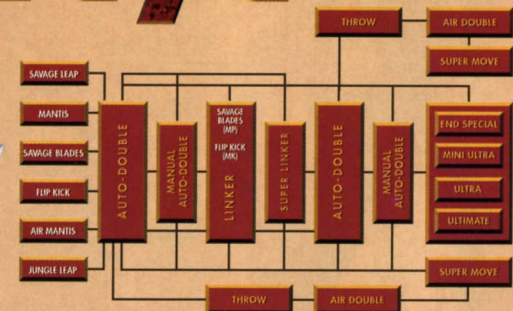 THROW
AIR DOUBLE
SUPER MOVE
SAVAGE LEAP
MANTIS
SAVAGE BLADES
FLIP KICK
AIR MANTIS
JUNGLE LEAP
AUTO-DOUBLE
MANUAL
AUTO-DOUBLE
SAVAGE
BLADES
(MP)
FLIP KICK
(MK)
LINKER
SUPER LINKER
AUTO-DOUBLE
MANUAL
AUTO-DOUBLE
END SPECIAL
MINI ULTRA
ULTRA
ULTIMATE
SUPER MOVE
THROW
AIR DOUBLE